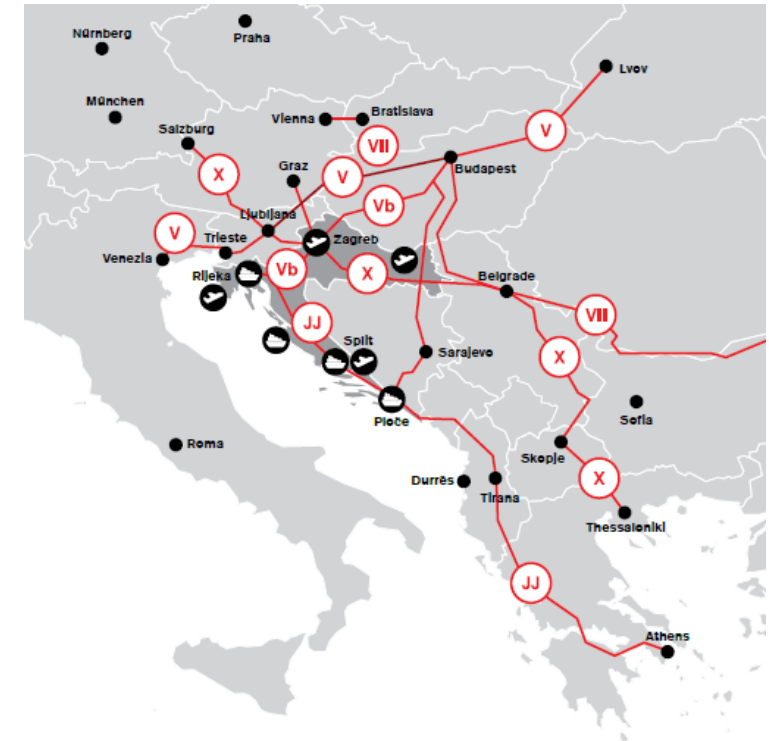 Nürnberg
Praha
Lvov
München
Vienna
Bratislava
Salzburg
V
VII
Graz
Budapest
X
V
Vb
Ljubljana
V
Trieste
Zagreb
Venezia
Rijeka
Vb
X
Belgrade
VII
JJ
Split
Sarajevo
X
Ploče
Sofia
Roma
Skopje
Durrës
Tirana
X
Thessaloniki
JJ
Athens